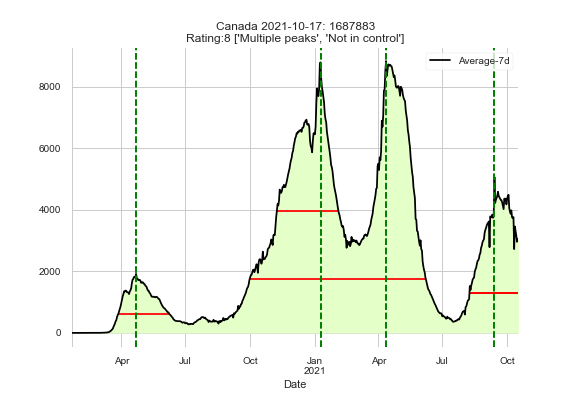 Canada 2021-10-17: 1687883
Rating:8 ['Multiple peaks', 'Not in control']
Average-7d
8000
6000
4000
2000
0
Apr Jul Oct Jan Apr Jul Oct
2021
Date